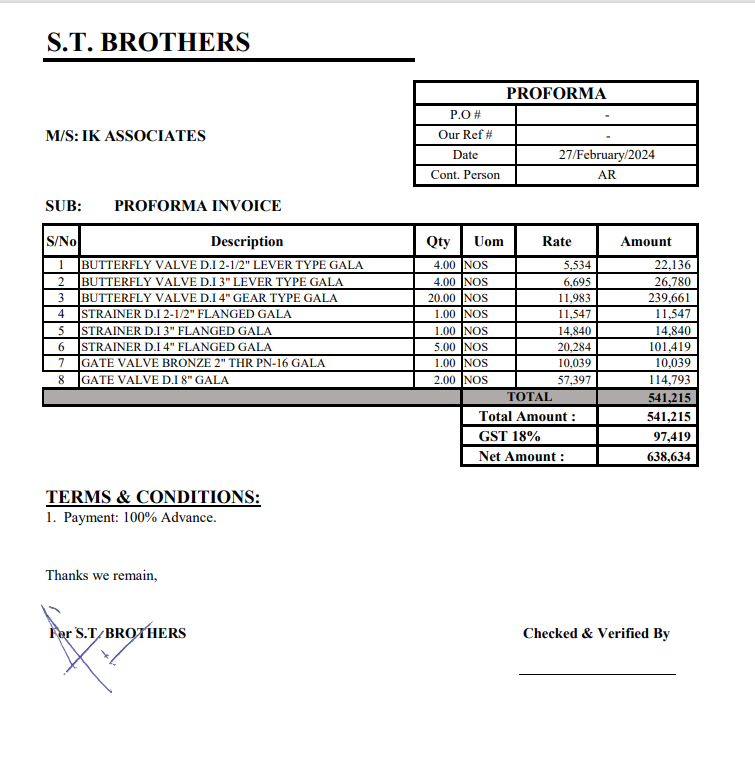 S.T. BROTHERS
PROFORMA
P.O # -
M/S: IK ASSOCIATES
Our Ref # -
Date 27/February/2024
Cont. Person AR
SUB: PROFORMA INVOICE
S/No Description Qty Uom Rate Amount
1 BUTTERFLY VALVE D.I 2-1/2" LEVER TYPE GALA 4.00 NOS 5,534 22,136
2 BUTTERFLY VALVE D.I 3" LEVER TYPE GALA 4.00 NOS 6,695 26,780
3 BUTTERFLY VALVE D.I 4" GEAR TYPE GALA 20.00 NOS 11,983 239,661
4 STRAINER D.I 2-1/2" FLANGED GALA 1.00 NOS 11,547 11,547
5 STRAINER D.I 3" FLANGED GALA 1.00 NOS 14,840 14,840
6 STRAINER D.I 4" FLANGED GALA 5.00 NOS 20,284 101,419
7 GATE VALVE BRONZE 2" THR PN-16 GALA 1.00 NOS 10,039 10,039
8 GATE VALVE D.I 8" GALA 2.00 NOS 57,397 114,793
TOTAL 541,215
Total Amount : 541,215
GST 18% 97,419
Net Amount : 638,634
TERMS & CONDITIONS:
1. Payment: 100% Advance.
Thanks we remain,
For S.T. BROTHERS Checked & Verified By